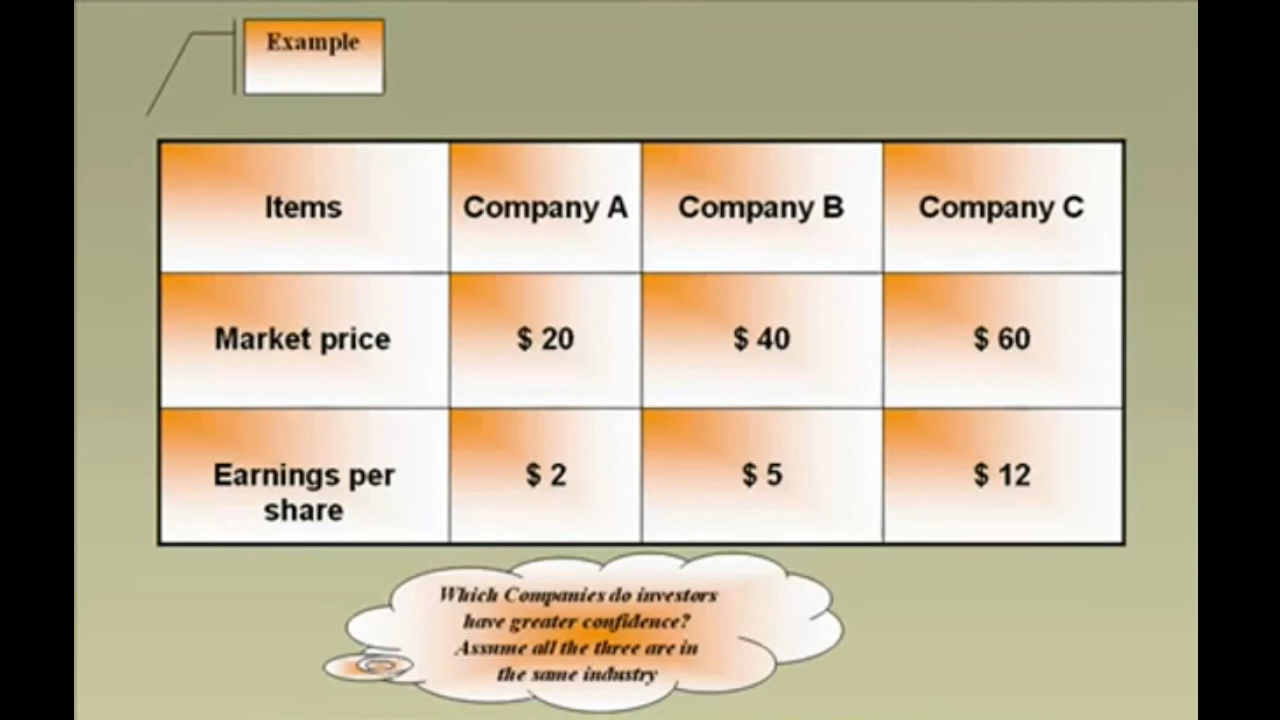 Example
Items Company A Company B Company C
Market price $ 20 $ 40 $ 60
Earnings per $ 2 $ 5 $ 12
share
Which Companies do investors
have greater confidence?
Assume all the three are in
the same industry